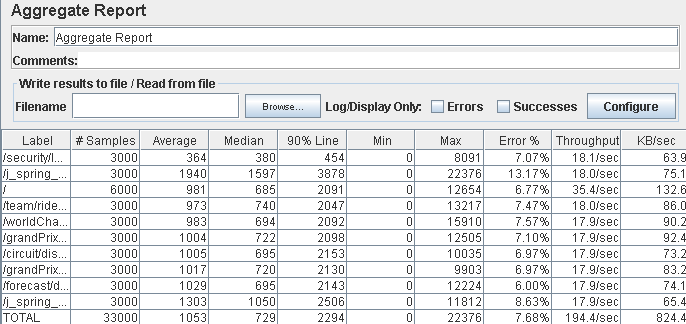 Aggregate Report
Name: Aggregate Report
Comments:
Write results to file / Read from file
Filename Browse... Log/Display Only: Errors Successes Configure
Label # Samples Average Median 90% Line Min Max Error % Throughput KB/sec
/security/l... 3000 364 380 454 0 8091 7.07% 18.1/sec 63.9
/j_spring_... 3000 1940 1597 3878 0 22376 13.17% 18.0/sec 75.1
/ 6000 981 685 2091 0 12654 6.77% 35.4/sec 132.6
/team/ride... 3000 973 740 2047 0 13217 7.47% 18.0/sec 86.0
/worldCha... 3000 983 694 2092 0 15910 7.57% 17.9/sec 90.2
/grandPrix... 3000 1004 722 2098 0 12505 7.10% 17.9/sec 92.4
/circuit/dis... 3000 1005 695 2153 0 10035 6.97% 17.9/sec 73.2
/grandPrix... 3000 1017 720 2130 0 9903 6.97% 17.9/sec 83.2
/forecast/d... 3000 1029 695 2143 0 12224 6.00% 17.9/sec 74.1
/j_spring_... 3000 1303 1050 2506 0 11812 8.63% 17.9/sec 65.4
TOTAL 33000 1053 729 2294 0 22376 7.68% 194.4/sec 824.4